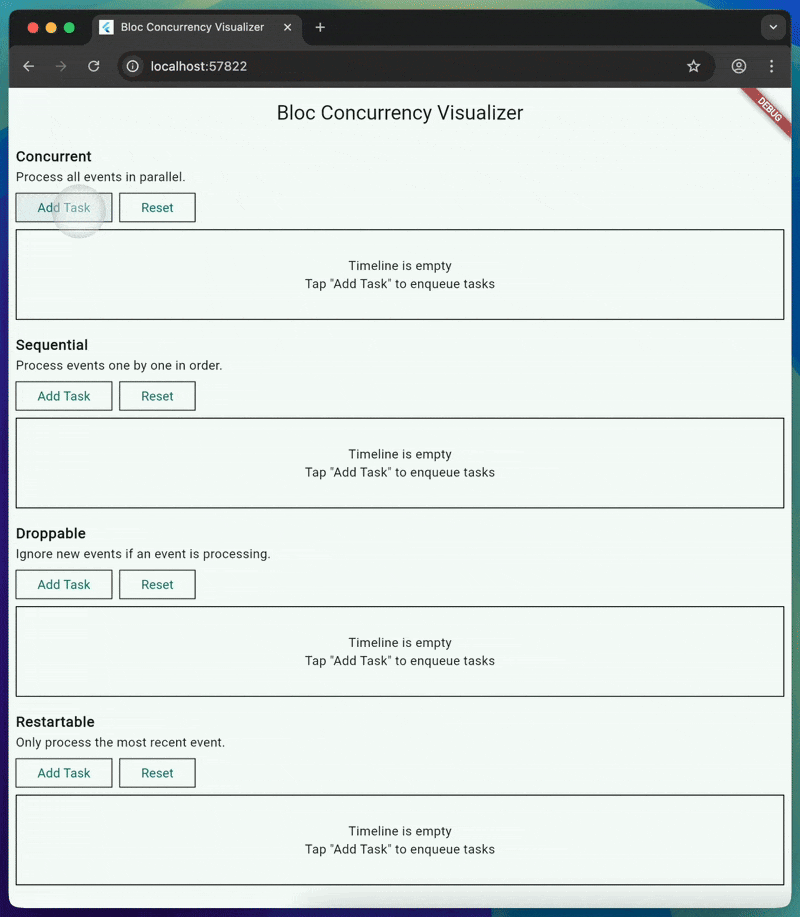 Bloc Concurrency Visualizer
localhost:57822
DEBUG
Bloc Concurrency Visualizer
Concurrent
Process all events in parallel.
Add Task Reset
Timeline is empty
Tap "Add Task" to enqueue tasks
Sequential
Process events one by one in order.
Add Task Reset
Timeline is empty
Tap "Add Task" to enqueue tasks
Droppable
Ignore new events if an event is processing.
Add Task Reset
Timeline is empty
Tap "Add Task" to enqueue tasks
Restartable
Only process the most recent event.
Add Task Reset
Timeline is empty
Tap "Add Task" to enqueue tasks